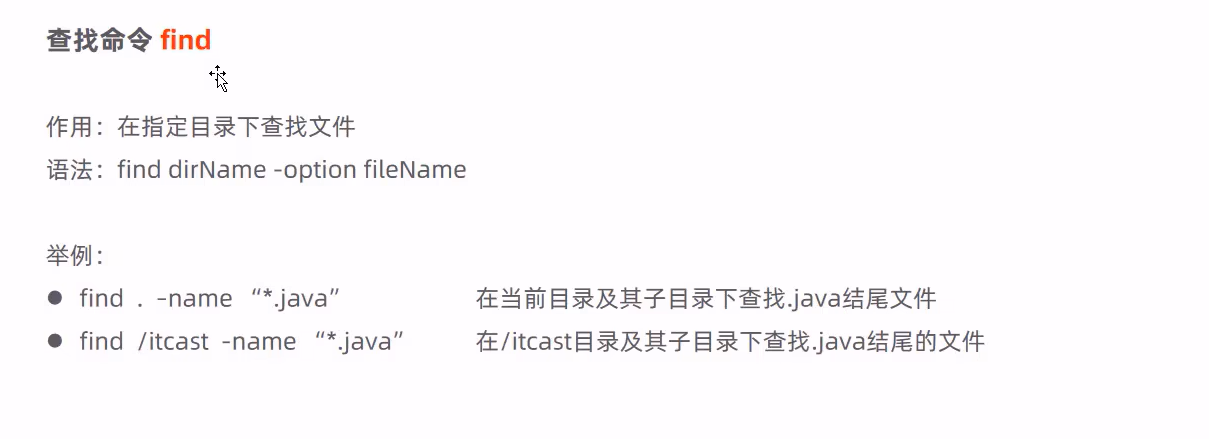 查找命令 find
作用：在指定目录下查找文件
语法：find dirName -option fileName
举例：
● find . -name “*.java” 在当前目录及其子目录下查找.java结尾文件
● find /itcast -name “*.java” 在/itcast目录及其子目录下查找.java结尾的文件